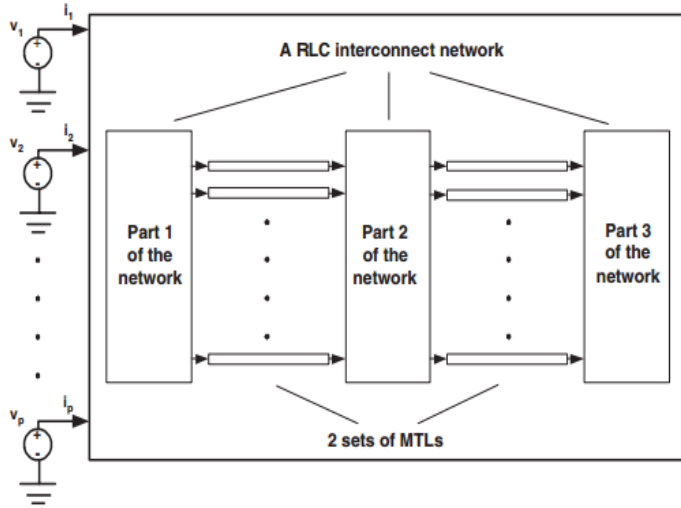 i1
v1
+
-
A RLC interconnect network
i2
v2
+
-
Part 1
of the
network
Part 2
of the
network
Part 3
of the
network
ip
vp
+
-
2 sets of MTLs